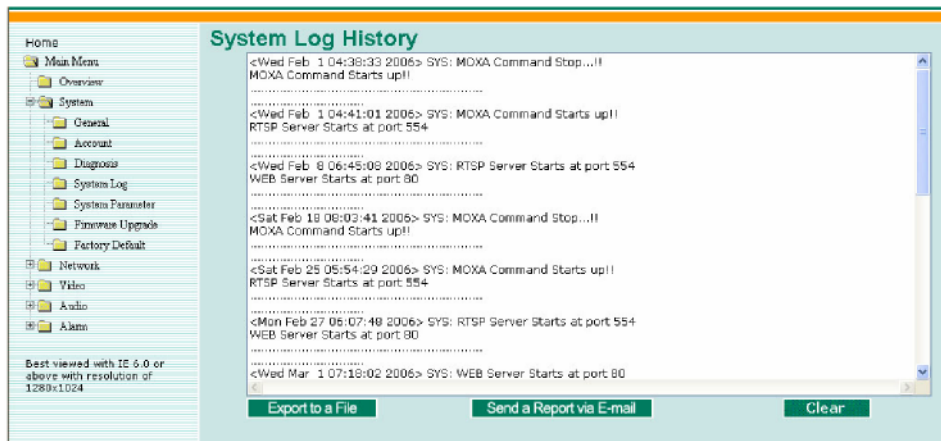 Home
Main Menu
Overview
System
General
Account
Diagnosis
System Log
System Parameter
Firmware Upgrade
Factory Default
Network
Video
Audio
Alarm
Best viewed with IE 6.0 or
above with resolution of
1280x1024
System Log History
<Wed Feb 1 04:38:33 2006> SYS: MOXA Command Stop...!!
MOXA Command Starts up!!
<Wed Feb 1 04:41:01 2006> SYS: MOXA Command Starts up!!
RTSP Server Starts at port 554
<Wed Feb 8 06:45:08 2006> SYS: RTSP Server Starts at port 554
WEB Server Starts at port 80
<Sat Feb 18 08:03:41 2006> SYS: MOXA Command Stop...!!
MOXA Command Starts up!!
<Sat Feb 25 05:54:29 2006> SYS: MOXA Command Starts up!!
RTSP Server Starts at port 554
<Mon Feb 27 06:07:48 2006> SYS: RTSP Server Starts at port 554
WEB Server Starts at port 80
<Wed Mar 1 07:18:02 2006> SYS: WEB Server Starts at port 80
Export to a File
Send a Report via E-mail
Clear